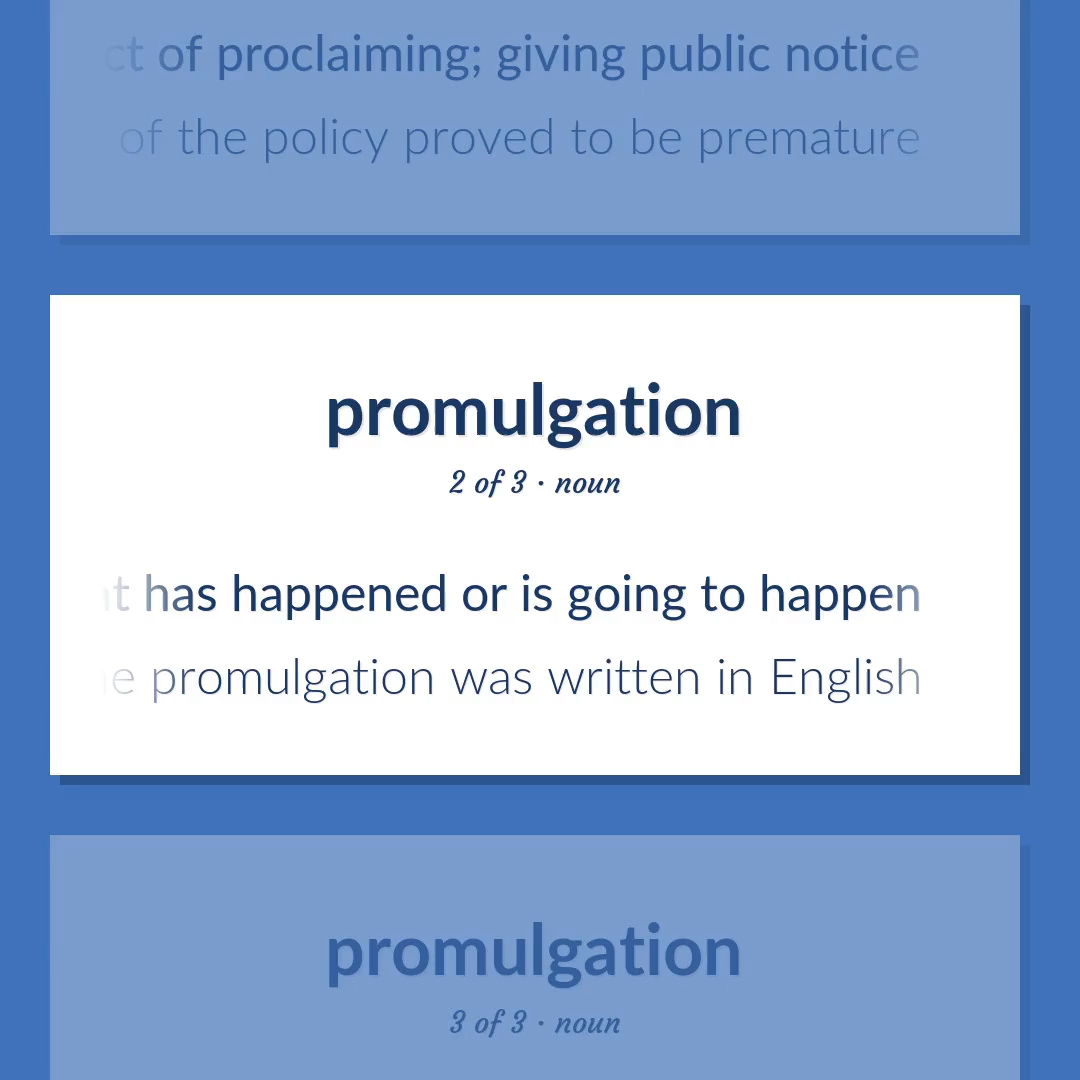 of proclaiming; giving public notice
of the policy proved to be premature
promulgation
2 of 3 · noun
has happened or is going to happen
promulgation was written in English
promulgation
3 of 3 · noun